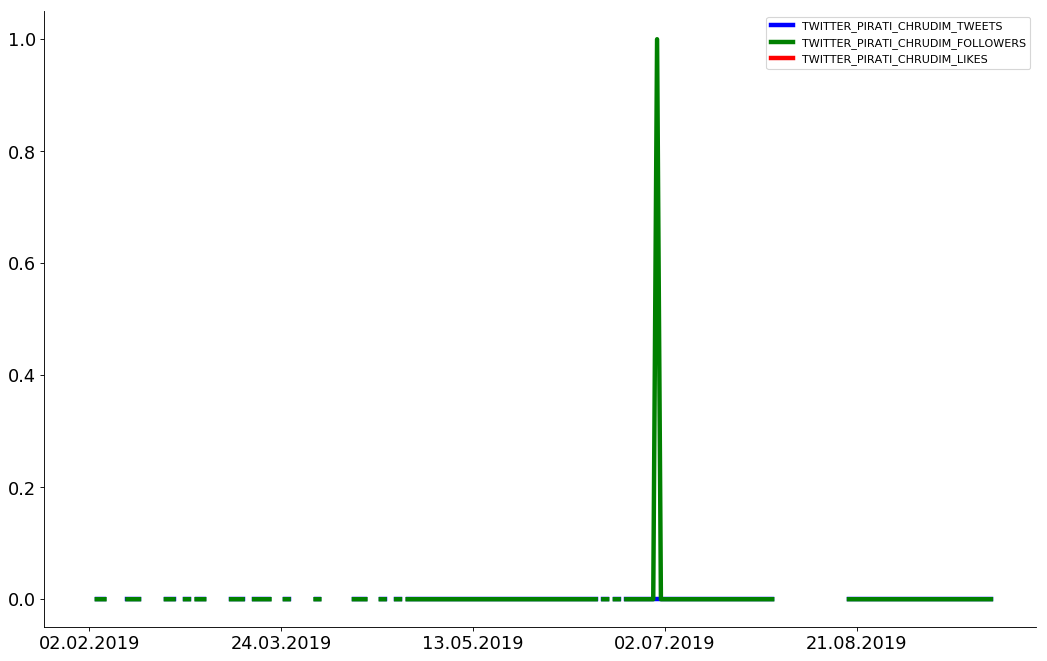 TWITTER_PIRATI_CHRUDIM_TWEETS
TWITTER_PIRATI_CHRUDIM_FOLLOWERS
TWITTER_PIRATI_CHRUDIM_LIKES
1.0
0.8
0.6
0.4
0.2
0.0
02.02.2019 24.03.2019 13.05.2019 02.07.2019 21.08.2019